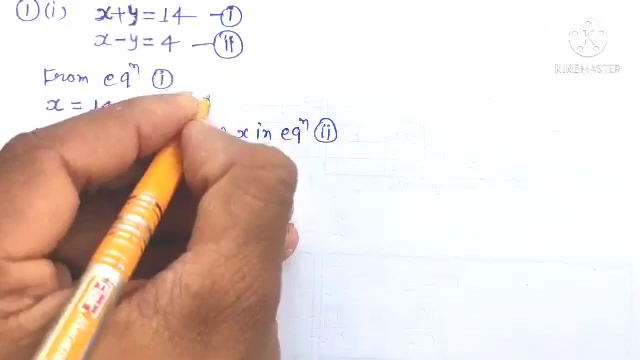 ① (i) x+y=14 —ⓘ
x-y=4 —ⓘⓘ
From eqⁿ ⓘ
x = 14
x in eqⁿ ⓘⓘ
KINEMASTER